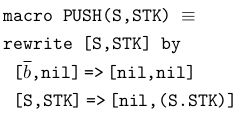 macro PUSH(S,STK) ≡
rewrite [S,STK] by
[b̅,nil] => [nil,nil]
[S,STK] => [nil,(S.STK)]